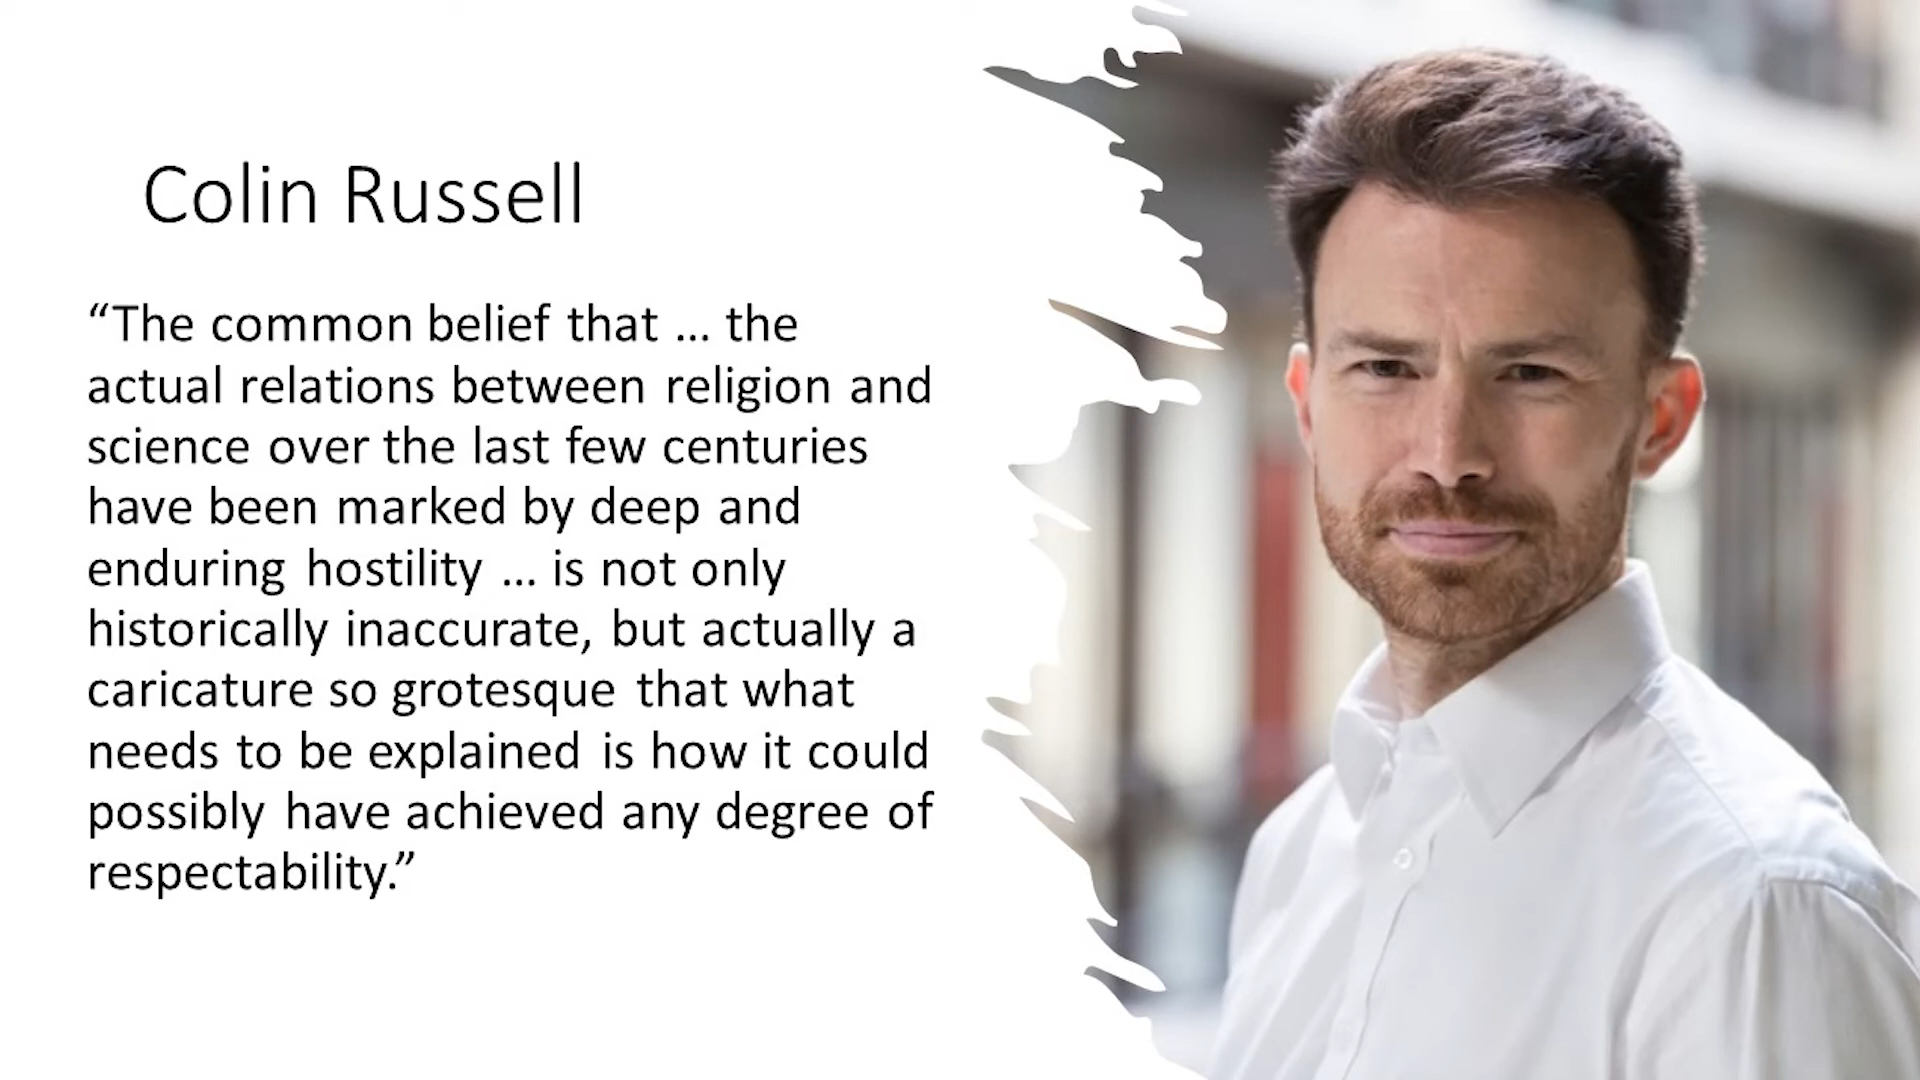 Colin Russell
“The common belief that … the
actual relations between religion and
science over the last few centuries
have been marked by deep and
enduring hostility … is not only
historically inaccurate, but actually a
caricature so grotesque that what
needs to be explained is how it could
possibly have achieved any degree of
respectability.”